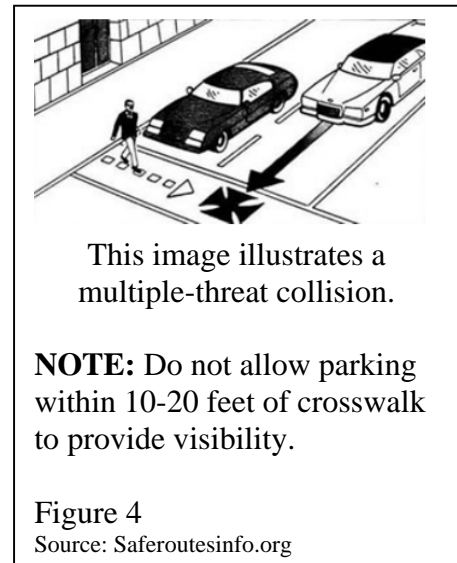 This image illustrates a
multiple-threat collision.
NOTE: Do not allow parking
within 10-20 feet of crosswalk
to provide visibility.
Figure 4
Source: Saferoutesinfo.org